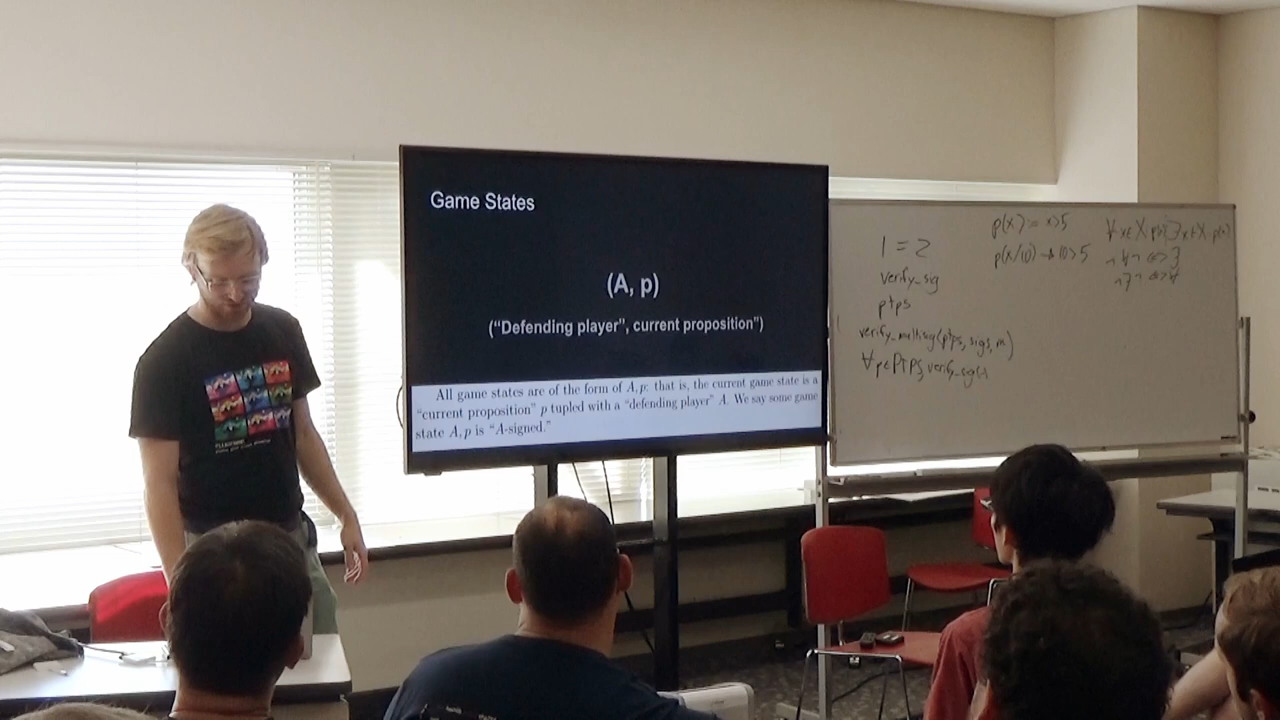 Game States
(A, p)
("Defending player", current proposition")
All game states are of the form of A, p: that is, the current game state is a
"current proposition" p tupled with a "defending player" A. We say some game
state A, p is "A-signed."
1 = 2
verify_sig
ptps
verify_multisig(ptps, sigs, m)
∀p∈ptps, verify_sig(
p(x) := x>5
p(x/10) → 10>5
∀x∈X.p(x) ∃x∈X.p(x)
¬∀¬ <=> ∃
¬∃¬ <=> ∀